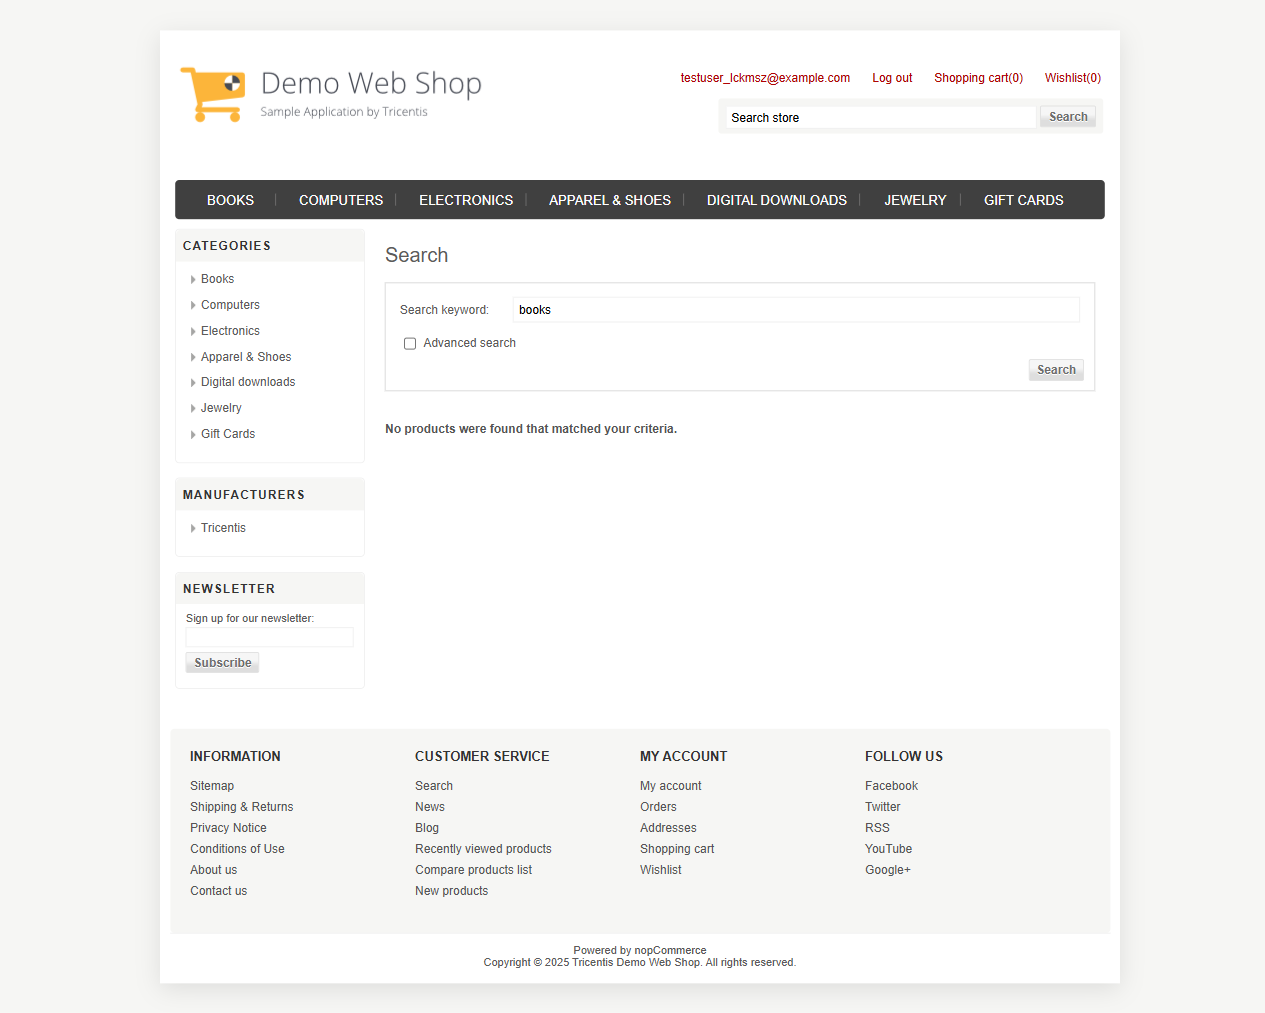 Demo Web Shop
Sample Application by Tricentis
testuser_lckmsz@example.com Log out Shopping cart(0) Wishlist(0)
Search store Search
BOOKS COMPUTERS ELECTRONICS APPAREL & SHOES DIGITAL DOWNLOADS JEWELRY GIFT CARDS
CATEGORIES
Books
Computers
Electronics
Apparel & Shoes
Digital downloads
Jewelry
Gift Cards
MANUFACTURERS
Tricentis
NEWSLETTER
Sign up for our newsletter:
Subscribe
Search
Search keyword: books
Advanced search
Search
No products were found that matched your criteria.
INFORMATION
Sitemap
Shipping & Returns
Privacy Notice
Conditions of Use
About us
Contact us
CUSTOMER SERVICE
Search
News
Blog
Recently viewed products
Compare products list
New products
MY ACCOUNT
My account
Orders
Addresses
Shopping cart
Wishlist
FOLLOW US
Facebook
Twitter
RSS
YouTube
Google+
Powered by nopCommerce
Copyright © 2025 Tricentis Demo Web Shop. All rights reserved.